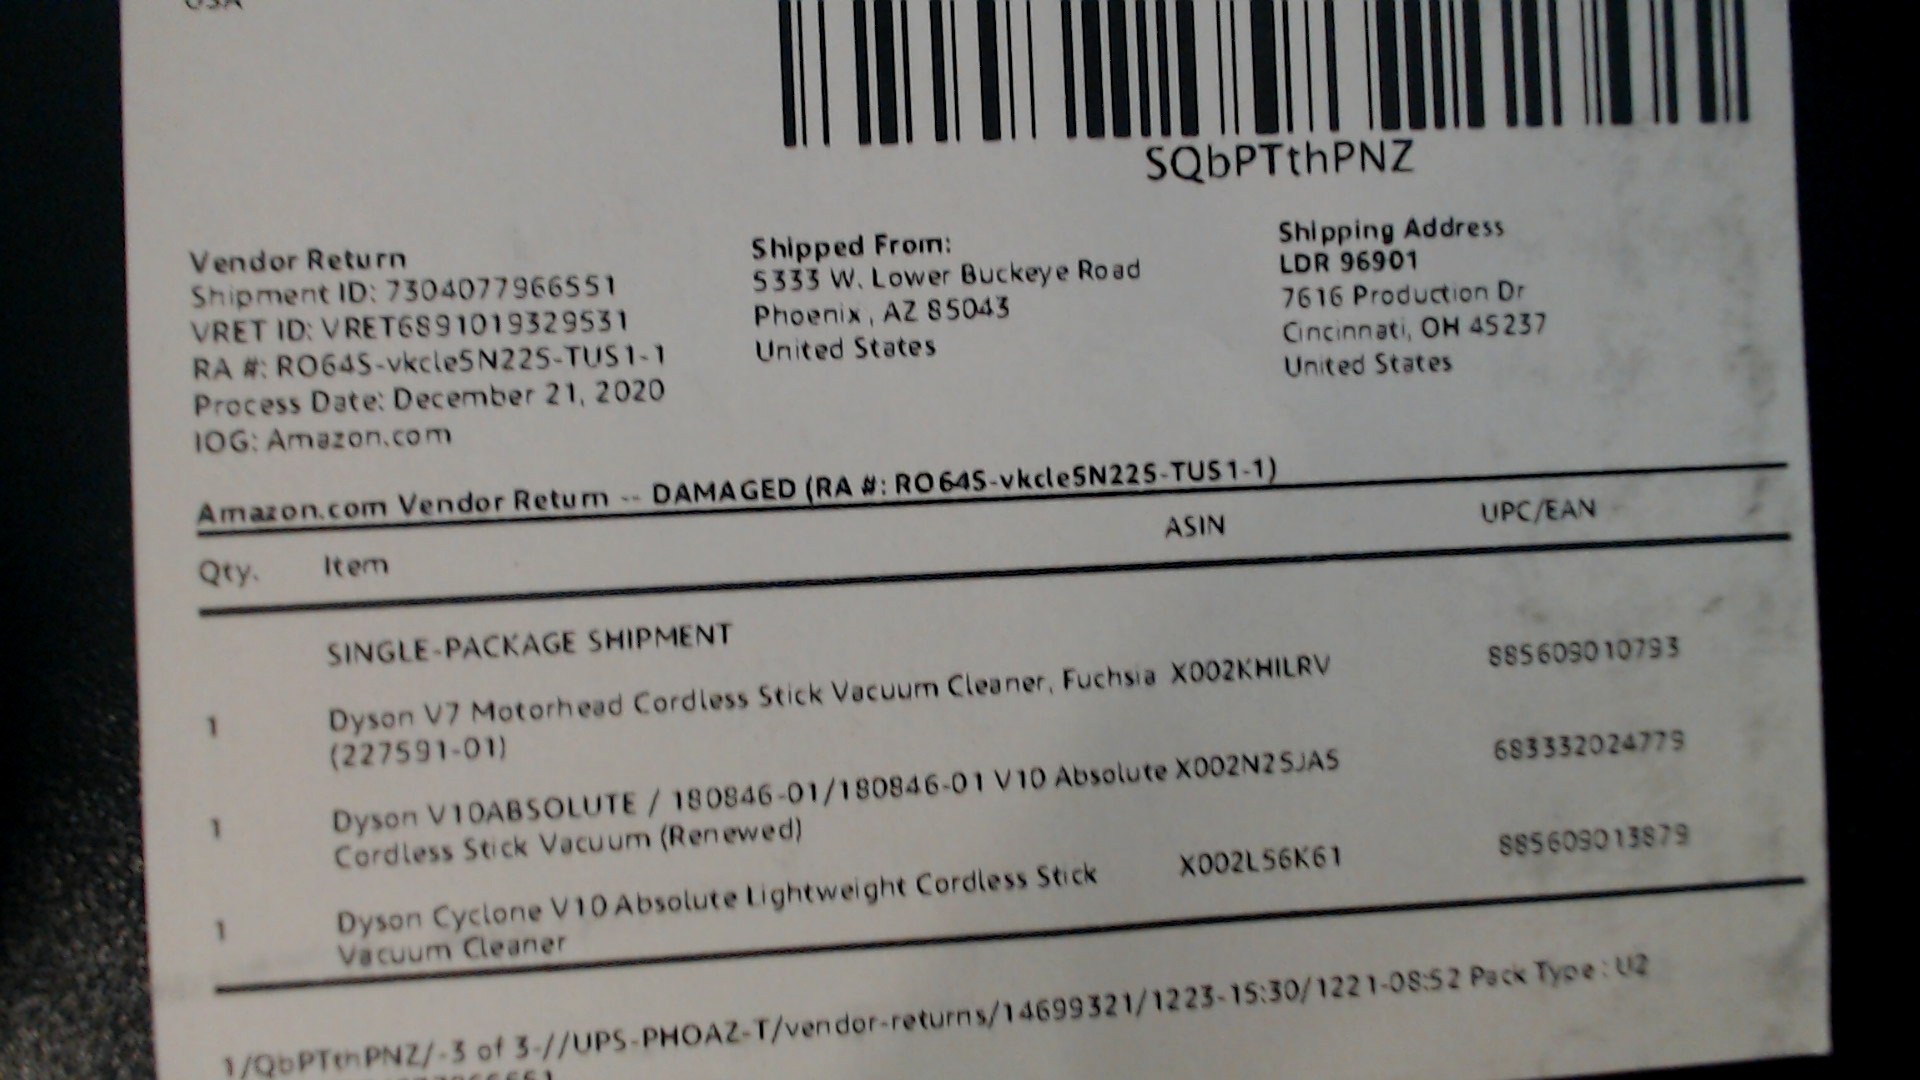 USA
SQbPTthPNZ
Vendor Return
Shipment ID: 7304077966551
VRET ID: VRET6891019329531
RA #: RO64S-vkcle5N22S-TUS1-1
Process Date: December 21, 2020
IOG: Amazon.com
Shipped From:
5333 W. Lower Buckeye Road
Phoenix, AZ 85043
United States
Shipping Address
LDR 96901
7616 Production Dr
Cincinnati, OH 45237
United States
Amazon.com Vendor Return -- DAMAGED (RA #: RO64S-vkcle5N22S-TUS1-1)
Qty. Item ASIN UPC/EAN
SINGLE-PACKAGE SHIPMENT
1 Dyson V7 Motorhead Cordless Stick Vacuum Cleaner, Fuchsia X002KHILRV 885609010793
(227591-01)
1 Dyson V10ABSOLUTE / 180846-01/180846-01 V10 Absolute X002N25JA5 683332024779
Cordless Stick Vacuum (Renewed)
1 Dyson Cyclone V10 Absolute Lightweight Cordless Stick X002L56K61 885609013879
Vacuum Cleaner
1/QbPTthPNZ/-3 of 3-//UPS-PHOAZ-T/vendor-returns/14699321/1223-15:30/1221-08:52 Pack Type : U2